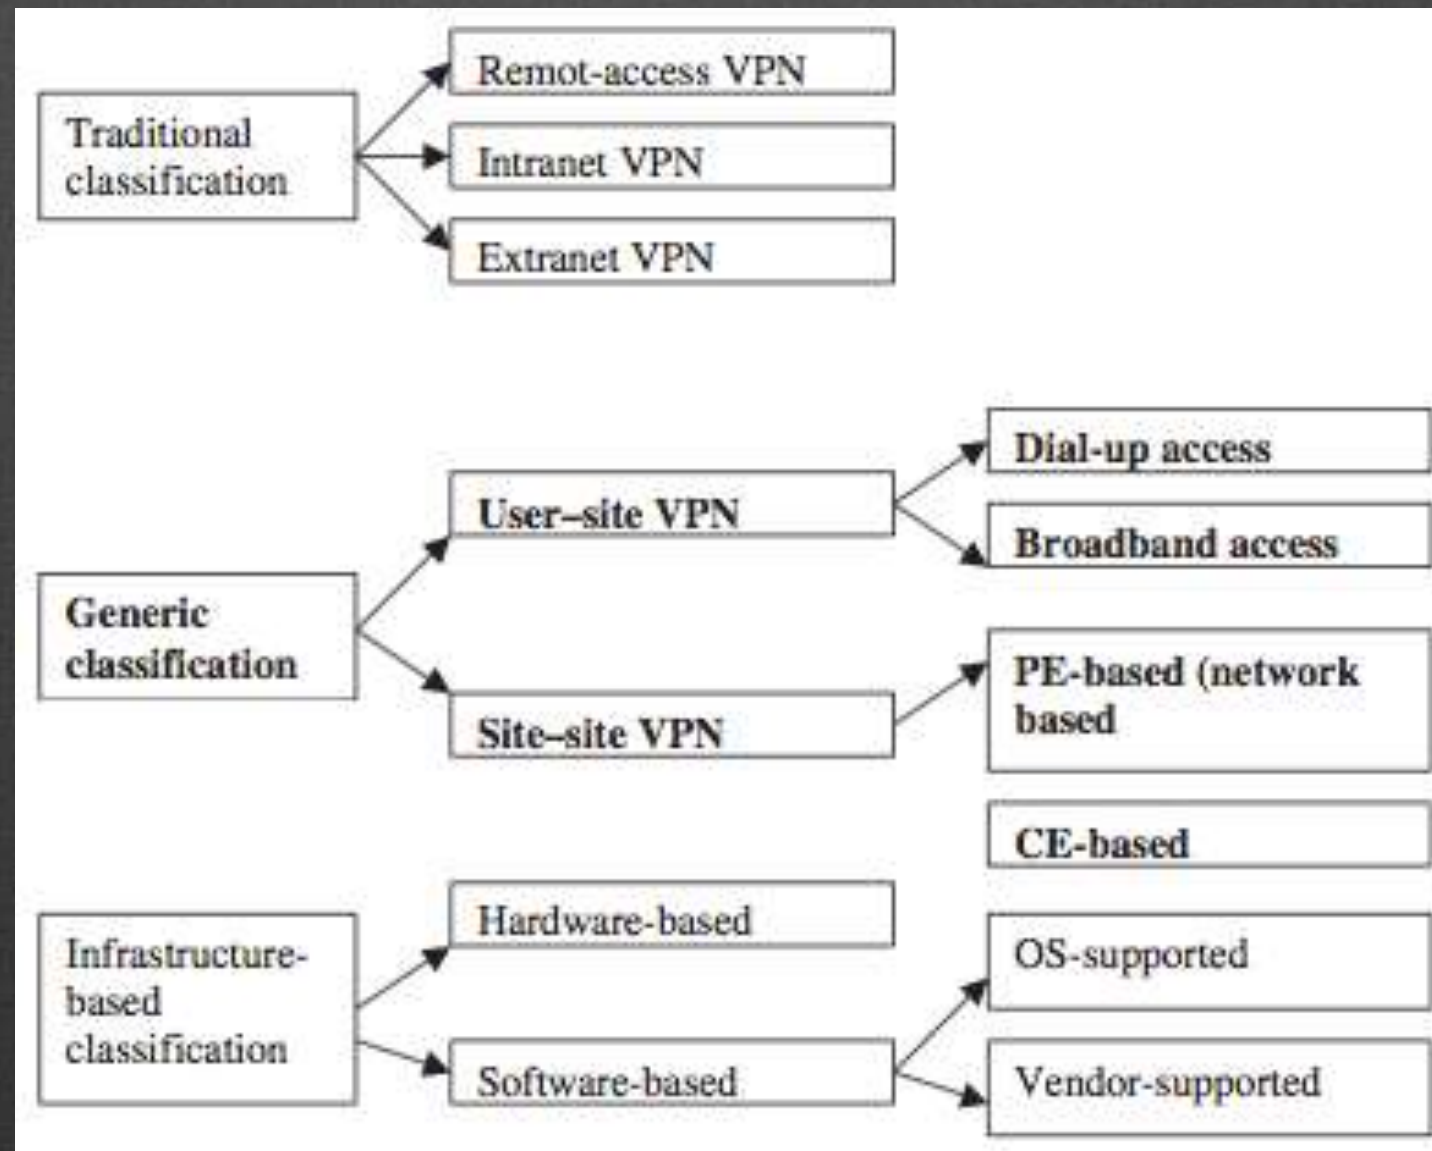 Traditional
classification
Remot-access VPN
Intranet VPN
Extranet VPN
Generic
classification
User–site VPN
Dial-up access
Broadband access
Site–site VPN
PE-based (network
based
CE-based
Infrastructure-
based
classification
Hardware-based
Software-based
OS-supported
Vendor-supported